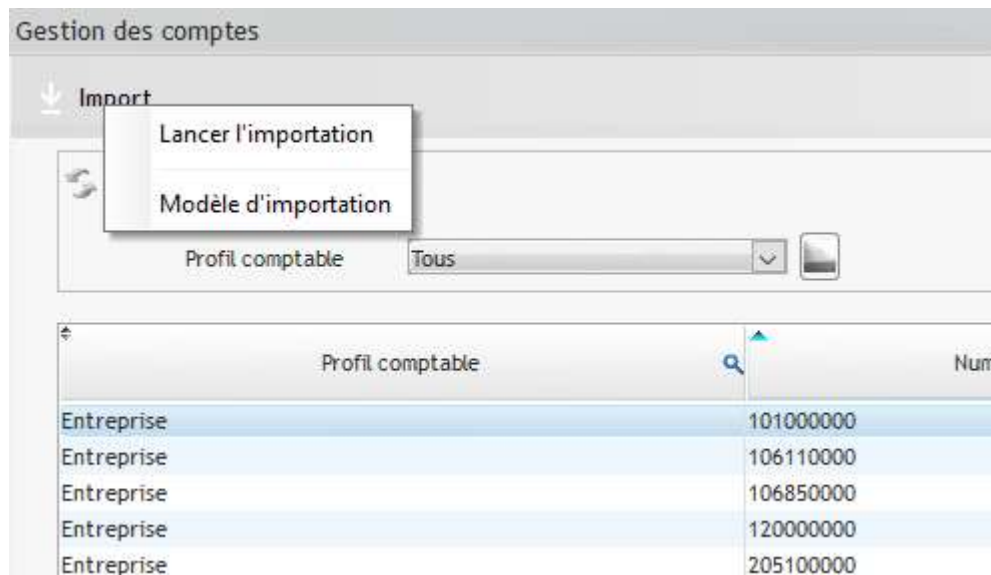 Gestion des comptes
Import
Lancer l'importation
Modèle d'importation
Profil comptable Tous
Profil comptable Num
Entreprise 101000000
Entreprise 106110000
Entreprise 106850000
Entreprise 120000000
Entreprise 205100000